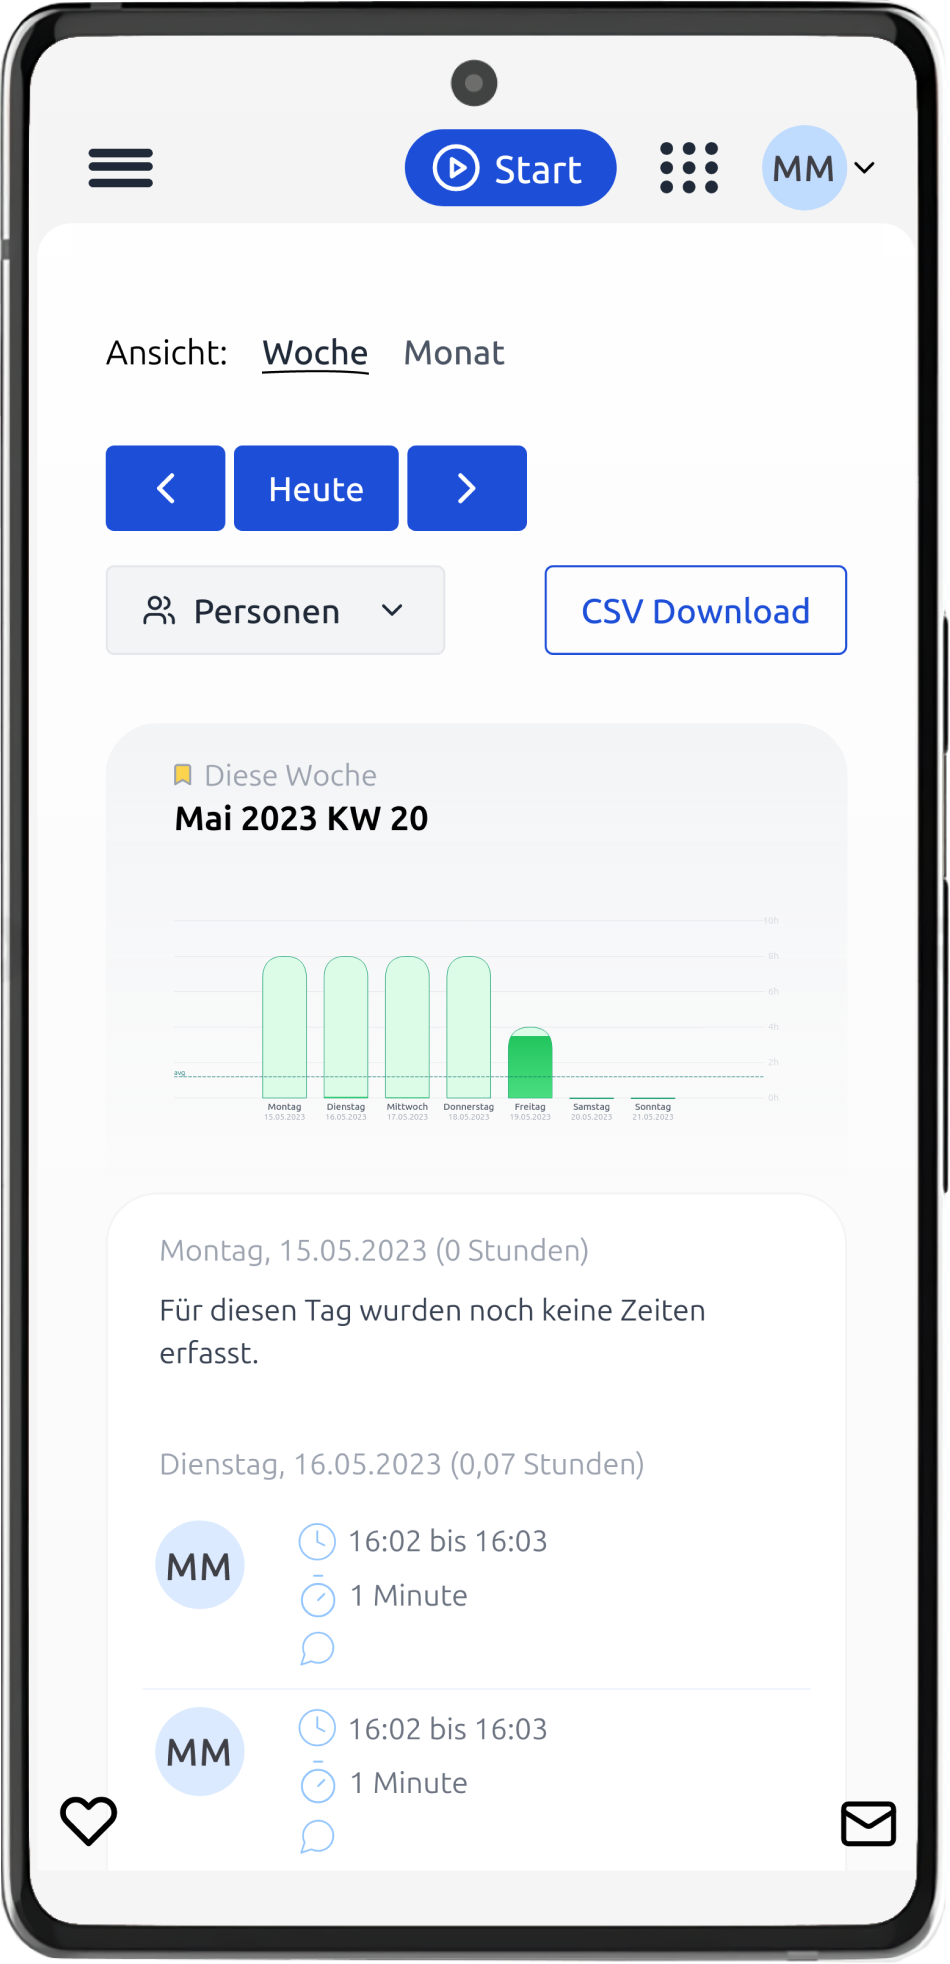 Start
MM
Ansicht: Woche Monat
Heute
Personen
CSV Download
Diese Woche
Mai 2023 KW 20
10h
8h
6h
4h
2h
avg
0h
Montag Dienstag Mittwoch Donnerstag Freitag Samstag Sonntag
15.05.2023 16.05.2023 17.05.2023 18.05.2023 19.05.2023 20.05.2023 21.05.2023
Montag, 15.05.2023 (0 Stunden)
Für diesen Tag wurden noch keine Zeiten
erfasst.
Dienstag, 16.05.2023 (0,07 Stunden)
MM
16:02 bis 16:03
1 Minute
MM
16:02 bis 16:03
1 Minute